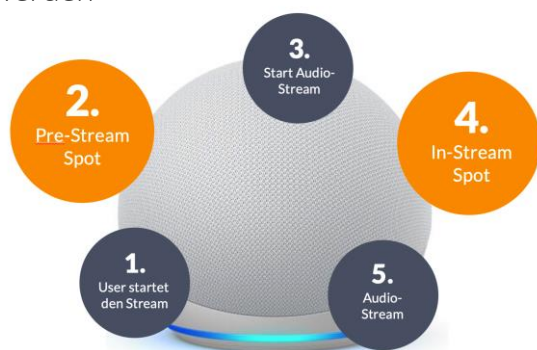 1.
User startet
den Stream
2.
Pre-Stream
Spot
3.
Start Audio-
Stream
4.
In-Stream
Spot
5.
Audio-
Stream